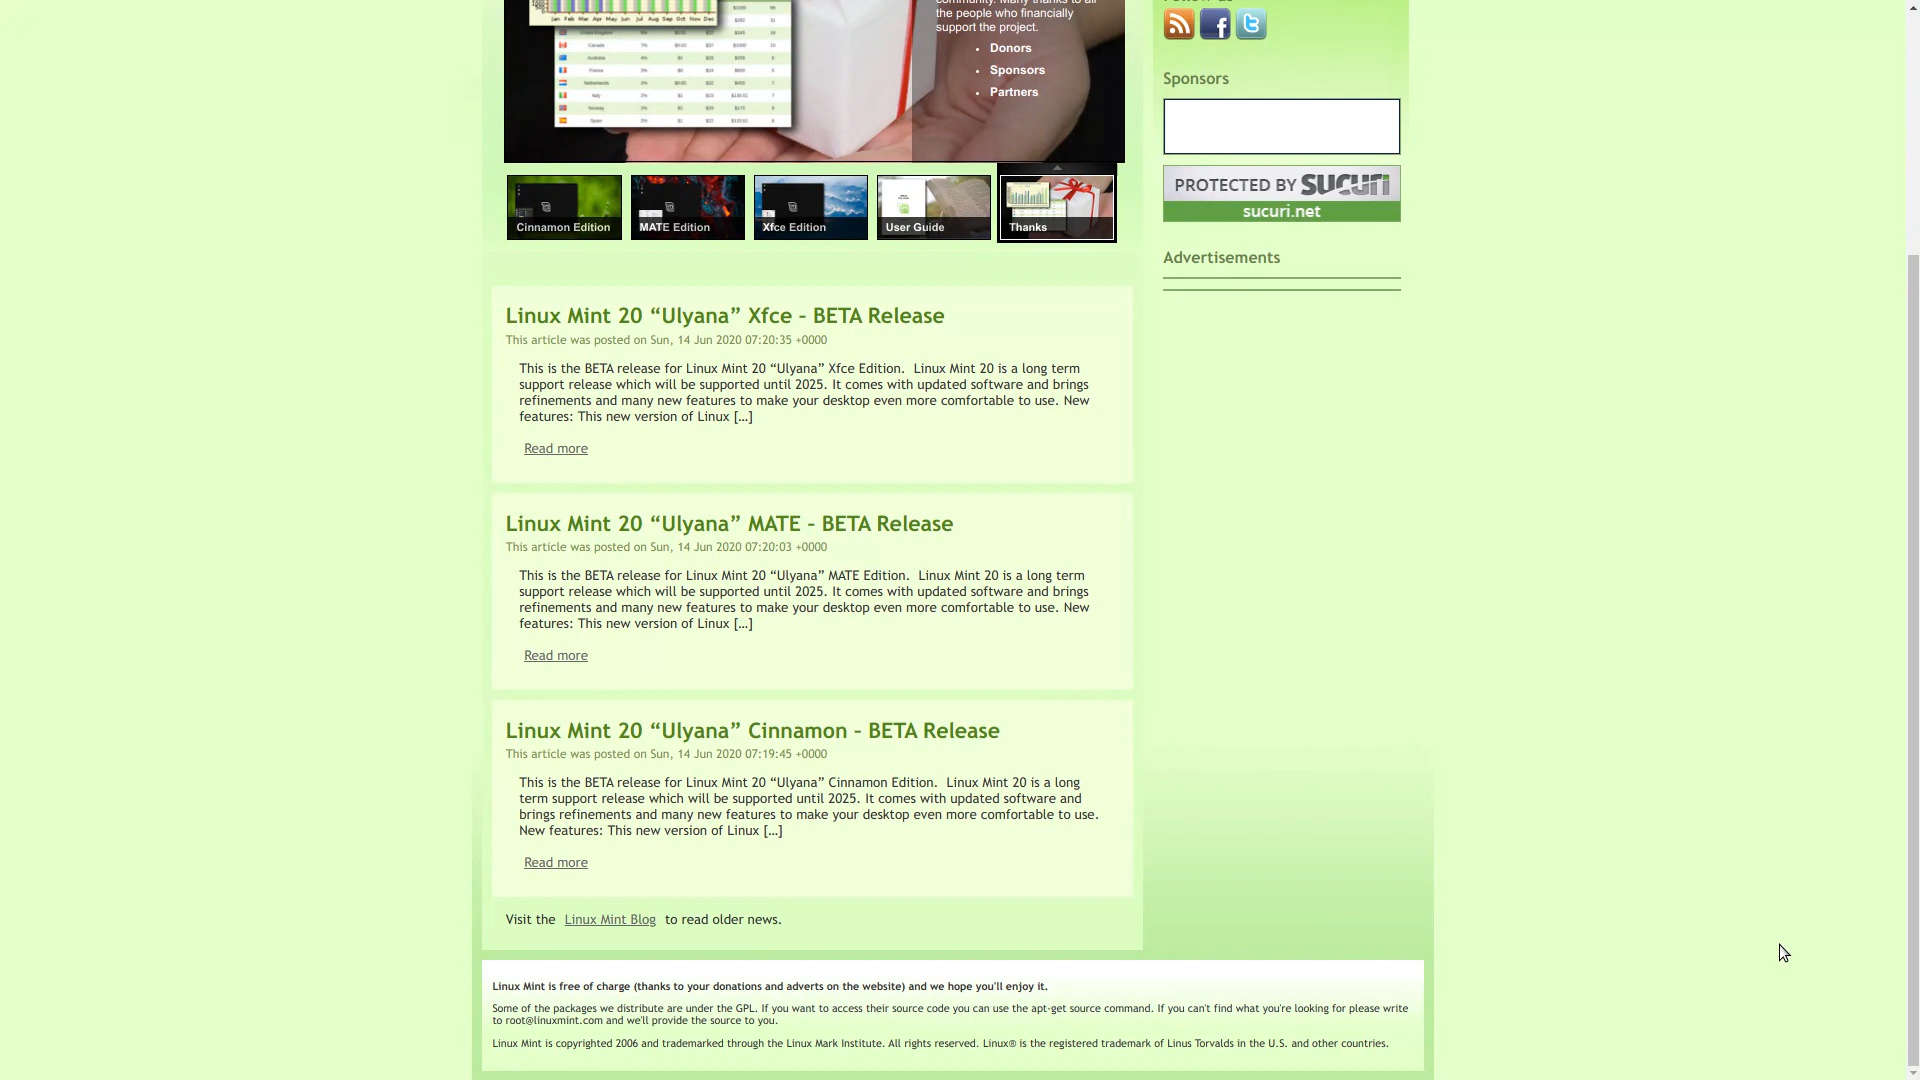 Jan Feb Mar Apr May Jun Jul Aug Sep Oct Nov Dec
the people who financially
support the project.
Donors
Sponsors
Partners
Canada
Australia
France
Netherlands
Italy
Norway
Spain
Sponsors
PROTECTED BY SUCURI
sucuri.net
Advertisements
Cinnamon Edition
MATE Edition
Xfce Edition
User Guide
Thanks
Linux Mint 20 “Ulyana” Xfce – BETA Release
This article was posted on Sun, 14 Jun 2020 07:20:35 +0000
This is the BETA release for Linux Mint 20 “Ulyana” Xfce Edition.  Linux Mint 20 is a long term
support release which will be supported until 2025. It comes with updated software and brings
refinements and many new features to make your desktop even more comfortable to use. New
features: This new version of Linux […]
Read more
Linux Mint 20 “Ulyana” MATE – BETA Release
This article was posted on Sun, 14 Jun 2020 07:20:03 +0000
This is the BETA release for Linux Mint 20 “Ulyana” MATE Edition.  Linux Mint 20 is a long term
support release which will be supported until 2025. It comes with updated software and brings
refinements and many new features to make your desktop even more comfortable to use. New
features: This new version of Linux […]
Read more
Linux Mint 20 “Ulyana” Cinnamon – BETA Release
This article was posted on Sun, 14 Jun 2020 07:19:45 +0000
This is the BETA release for Linux Mint 20 “Ulyana” Cinnamon Edition.  Linux Mint 20 is a long
term support release which will be supported until 2025. It comes with updated software and
brings refinements and many new features to make your desktop even more comfortable to use.
New features: This new version of Linux […]
Read more
Visit the Linux Mint Blog to read older news.
Linux Mint is free of charge (thanks to your donations and adverts on the website) and we hope you'll enjoy it.
Some of the packages we distribute are under the GPL. If you want to access their source code you can use the apt-get source command. If you can't find what you're looking for please write
to root@linuxmint.com and we'll provide the source to you.
Linux Mint is copyrighted 2006 and trademarked through the Linux Mark Institute. All rights reserved. Linux® is the registered trademark of Linus Torvalds in the U.S. and other countries.